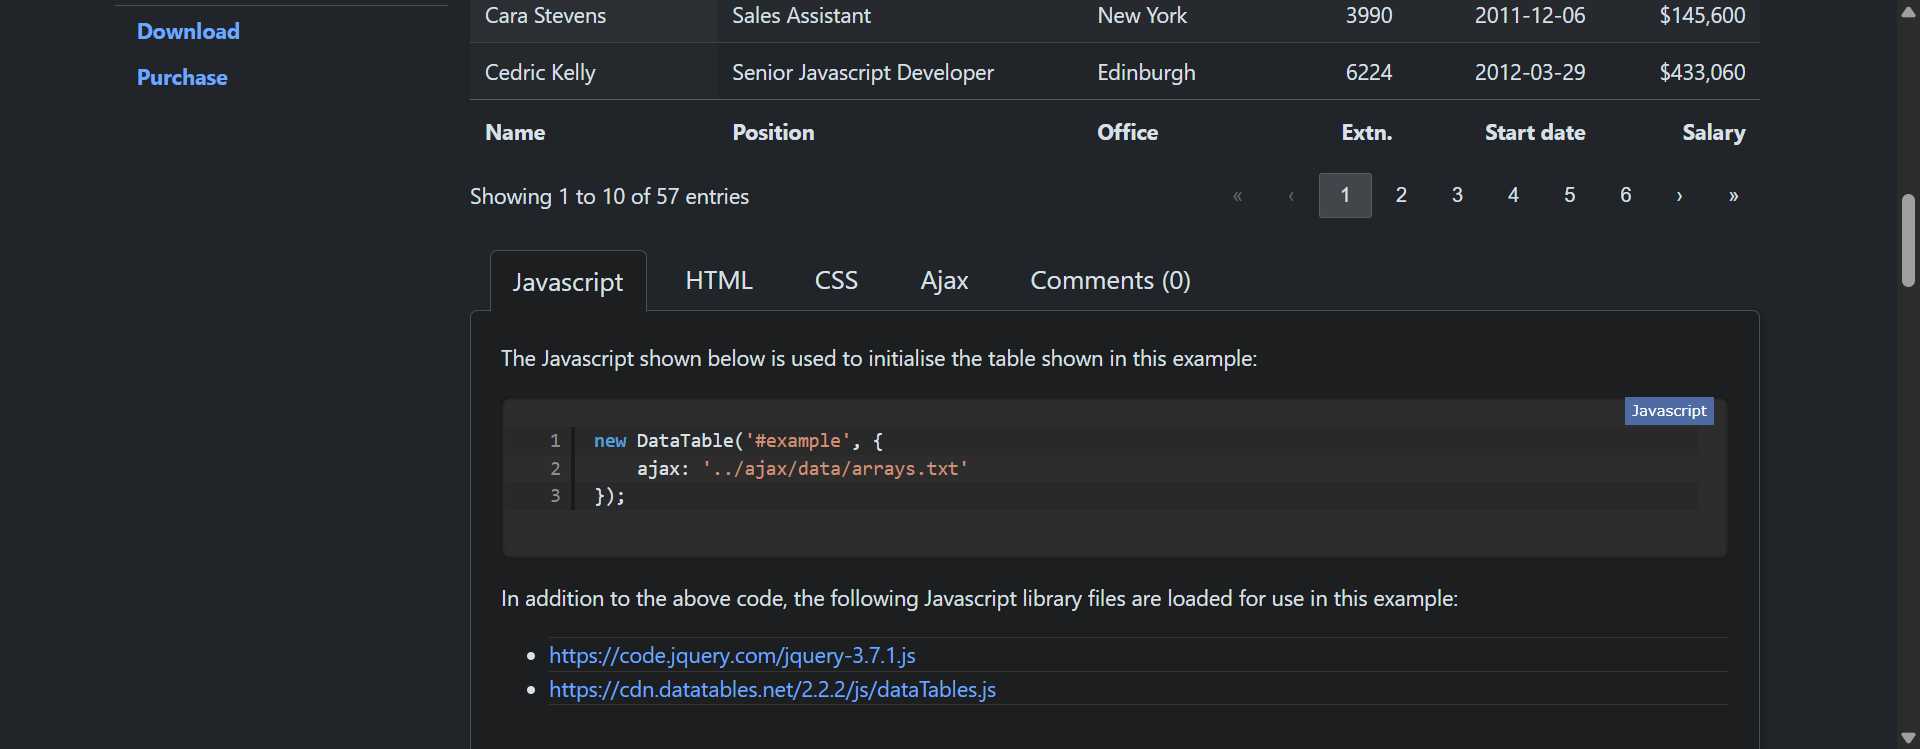 Download
Purchase
Cara Stevens Sales Assistant New York 3990 2011-12-06 $145,600
Cedric Kelly Senior Javascript Developer Edinburgh 6224 2012-03-29 $433,060
Name Position Office Extn. Start date Salary
Showing 1 to 10 of 57 entries « ‹ 1 2 3 4 5 6 › »
Javascript HTML CSS Ajax Comments (0)
The Javascript shown below is used to initialise the table shown in this example:
Javascript
1 new DataTable('#example', {
2     ajax: '../ajax/data/arrays.txt'
3 });
In addition to the above code, the following Javascript library files are loaded for use in this example:
• https://code.jquery.com/jquery-3.7.1.js
• https://cdn.datatables.net/2.2.2/js/dataTables.js